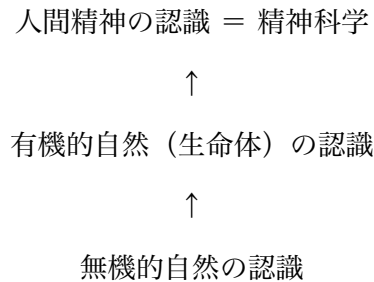 人間精神の認識 ＝ 精神科学
↑
有機的自然（生命体）の認識
↑
無機的自然の認識